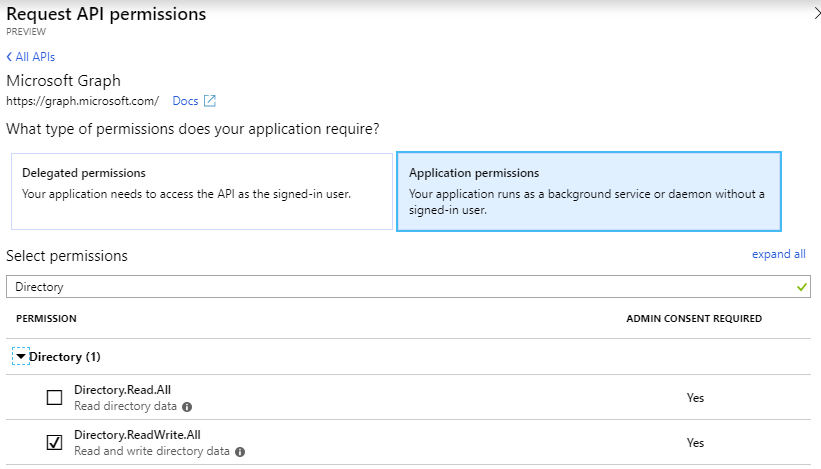 Request API permissions
PREVIEW
All APIs
Microsoft Graph
https://graph.microsoft.com/ Docs
What type of permissions does your application require?
Delegated permissions
Your application needs to access the API as the signed-in user.
Application permissions
Your application runs as a background service or daemon without a
signed-in user.
Select permissions
expand all
Directory
PERMISSION ADMIN CONSENT REQUIRED
Directory (1)
Directory.Read.All
Read directory data
Yes
Directory.ReadWrite.All
Read and write directory data
Yes